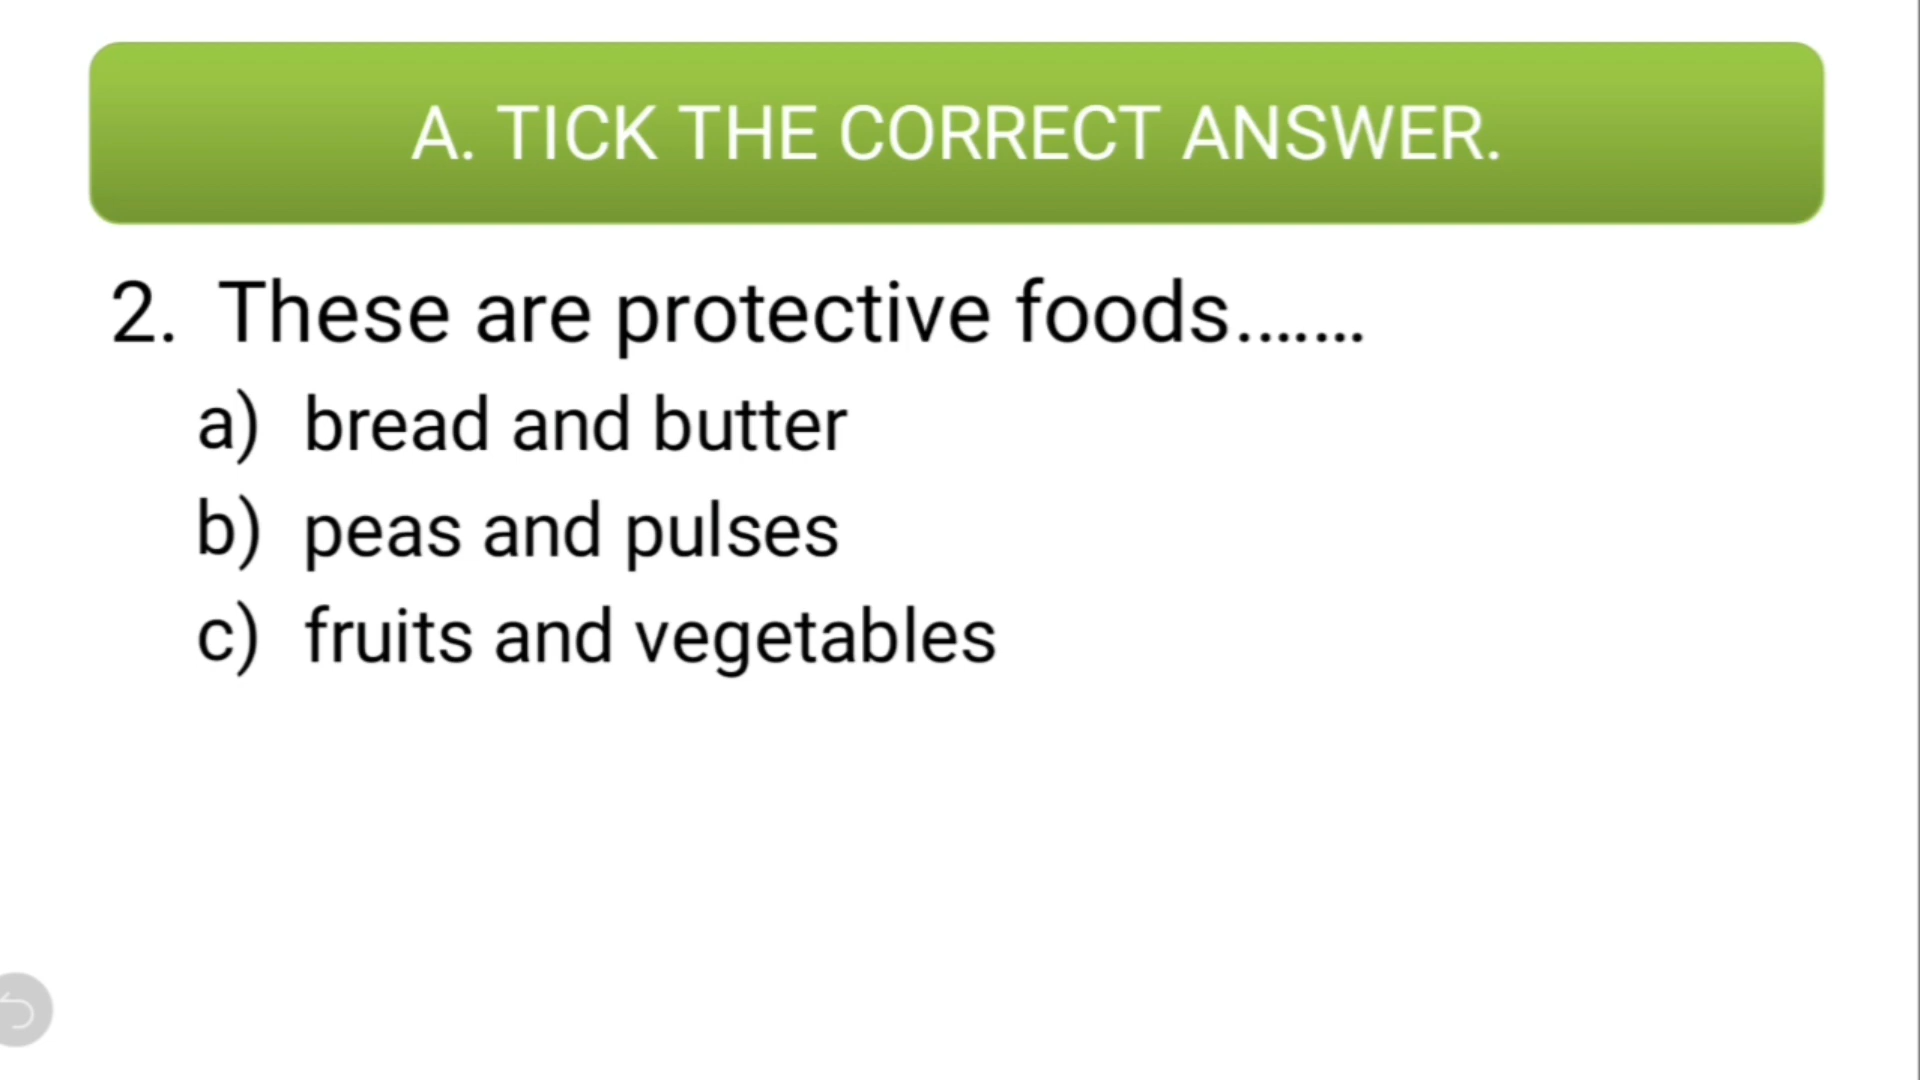 A. TICK THE CORRECT ANSWER.
2. These are protective foods.......
a) bread and butter
b) peas and pulses
c) fruits and vegetables